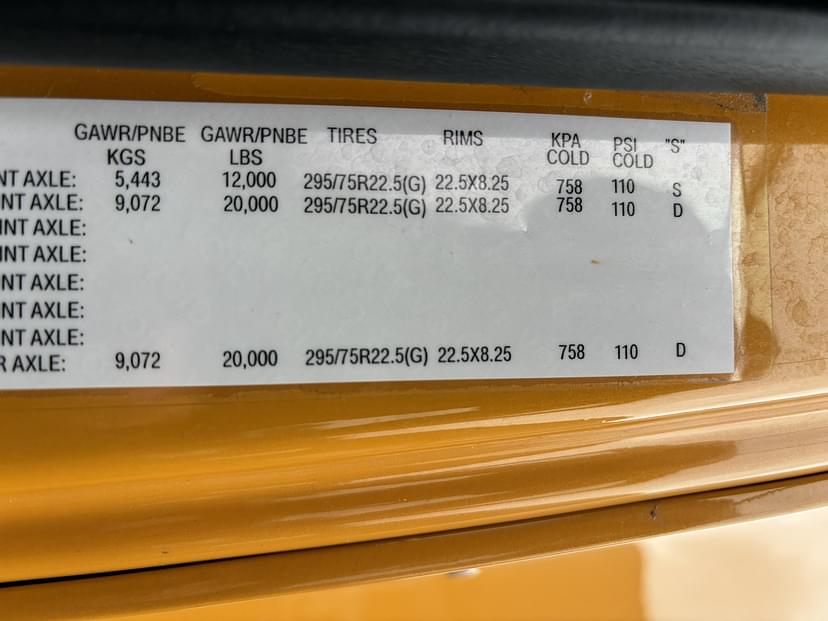 GAWR/PNBE GAWR/PNBE TIRES RIMS KPA PSI "S"
KGS LBS COLD COLD
NT AXLE: 5,443 12,000 295/75R22.5(G) 22.5X8.25 758 110 S
NT AXLE: 9,072 20,000 295/75R22.5(G) 22.5X8.25 758 110 D
INT AXLE:
NT AXLE:
NT AXLE:
NT AXLE:
NT AXLE:
R AXLE: 9,072 20,000 295/75R22.5(G) 22.5X8.25 758 110 D